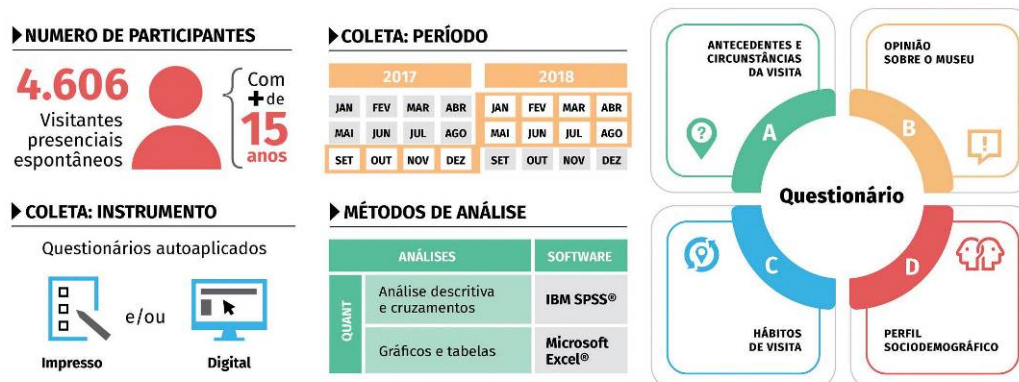 NUMERO DE PARTICIPANTES
4.606
Visitantes
presenciais
espontâneos
Com
+ de
15
anos
COLETA: INSTRUMENTO
Questionários autoaplicados
e/ou
Impresso
Digital
COLETA: PERÍODO
2017
2018
JAN FEV MAR ABR
MAI JUN JUL AGO
SET OUT NOV DEZ
JAN FEV MAR ABR
MAI JUN JUL AGO
SET OUT NOV DEZ
MÉTODOS DE ANÁLISE
ANÁLISES
SOFTWARE
QUANT
Análise descritiva
e cruzamentos
IBM SPSS®
Gráficos e tabelas
Microsoft
Excel®
ANTECEDENTES E
CIRCUNSTÂNCIAS
DA VISITA
?
A
OPINIÃO
SOBRE O MUSEU
!
B
Questionário
C
HÁBITOS
DE VISITA
D
PERFIL
SOCIODEMOGRÁFICO